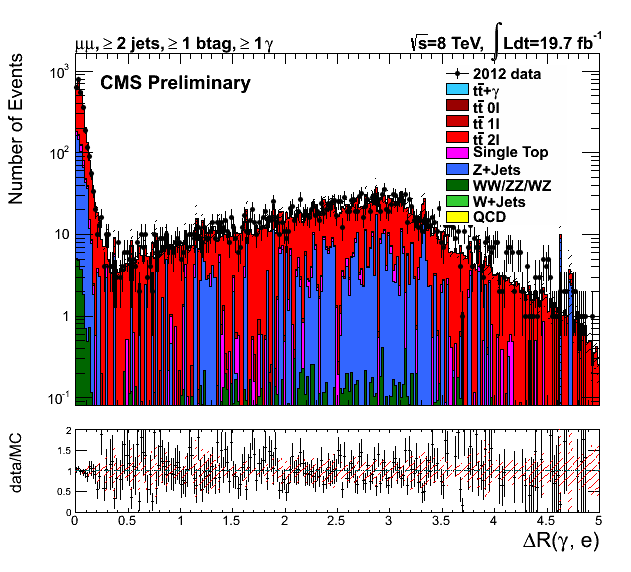 μμ, ≥ 2 jets, ≥ 1 btag, ≥ 1 γ
√s=8 TeV, ∫ Ldt=19.7 fb⁻¹
CMS Preliminary
2012 data
tt̄+γ
tt̄ 0l
tt̄ 1l
tt̄ 2l
Single Top
Z+Jets
WW/ZZ/WZ
W+Jets
QCD
Number of Events
10³
10²
10
1
10⁻¹
data/MC
2
1.5
1
0.5
0
0 0.5 1 1.5 2 2.5 3 3.5 4 4.5 5
ΔR(γ, e)